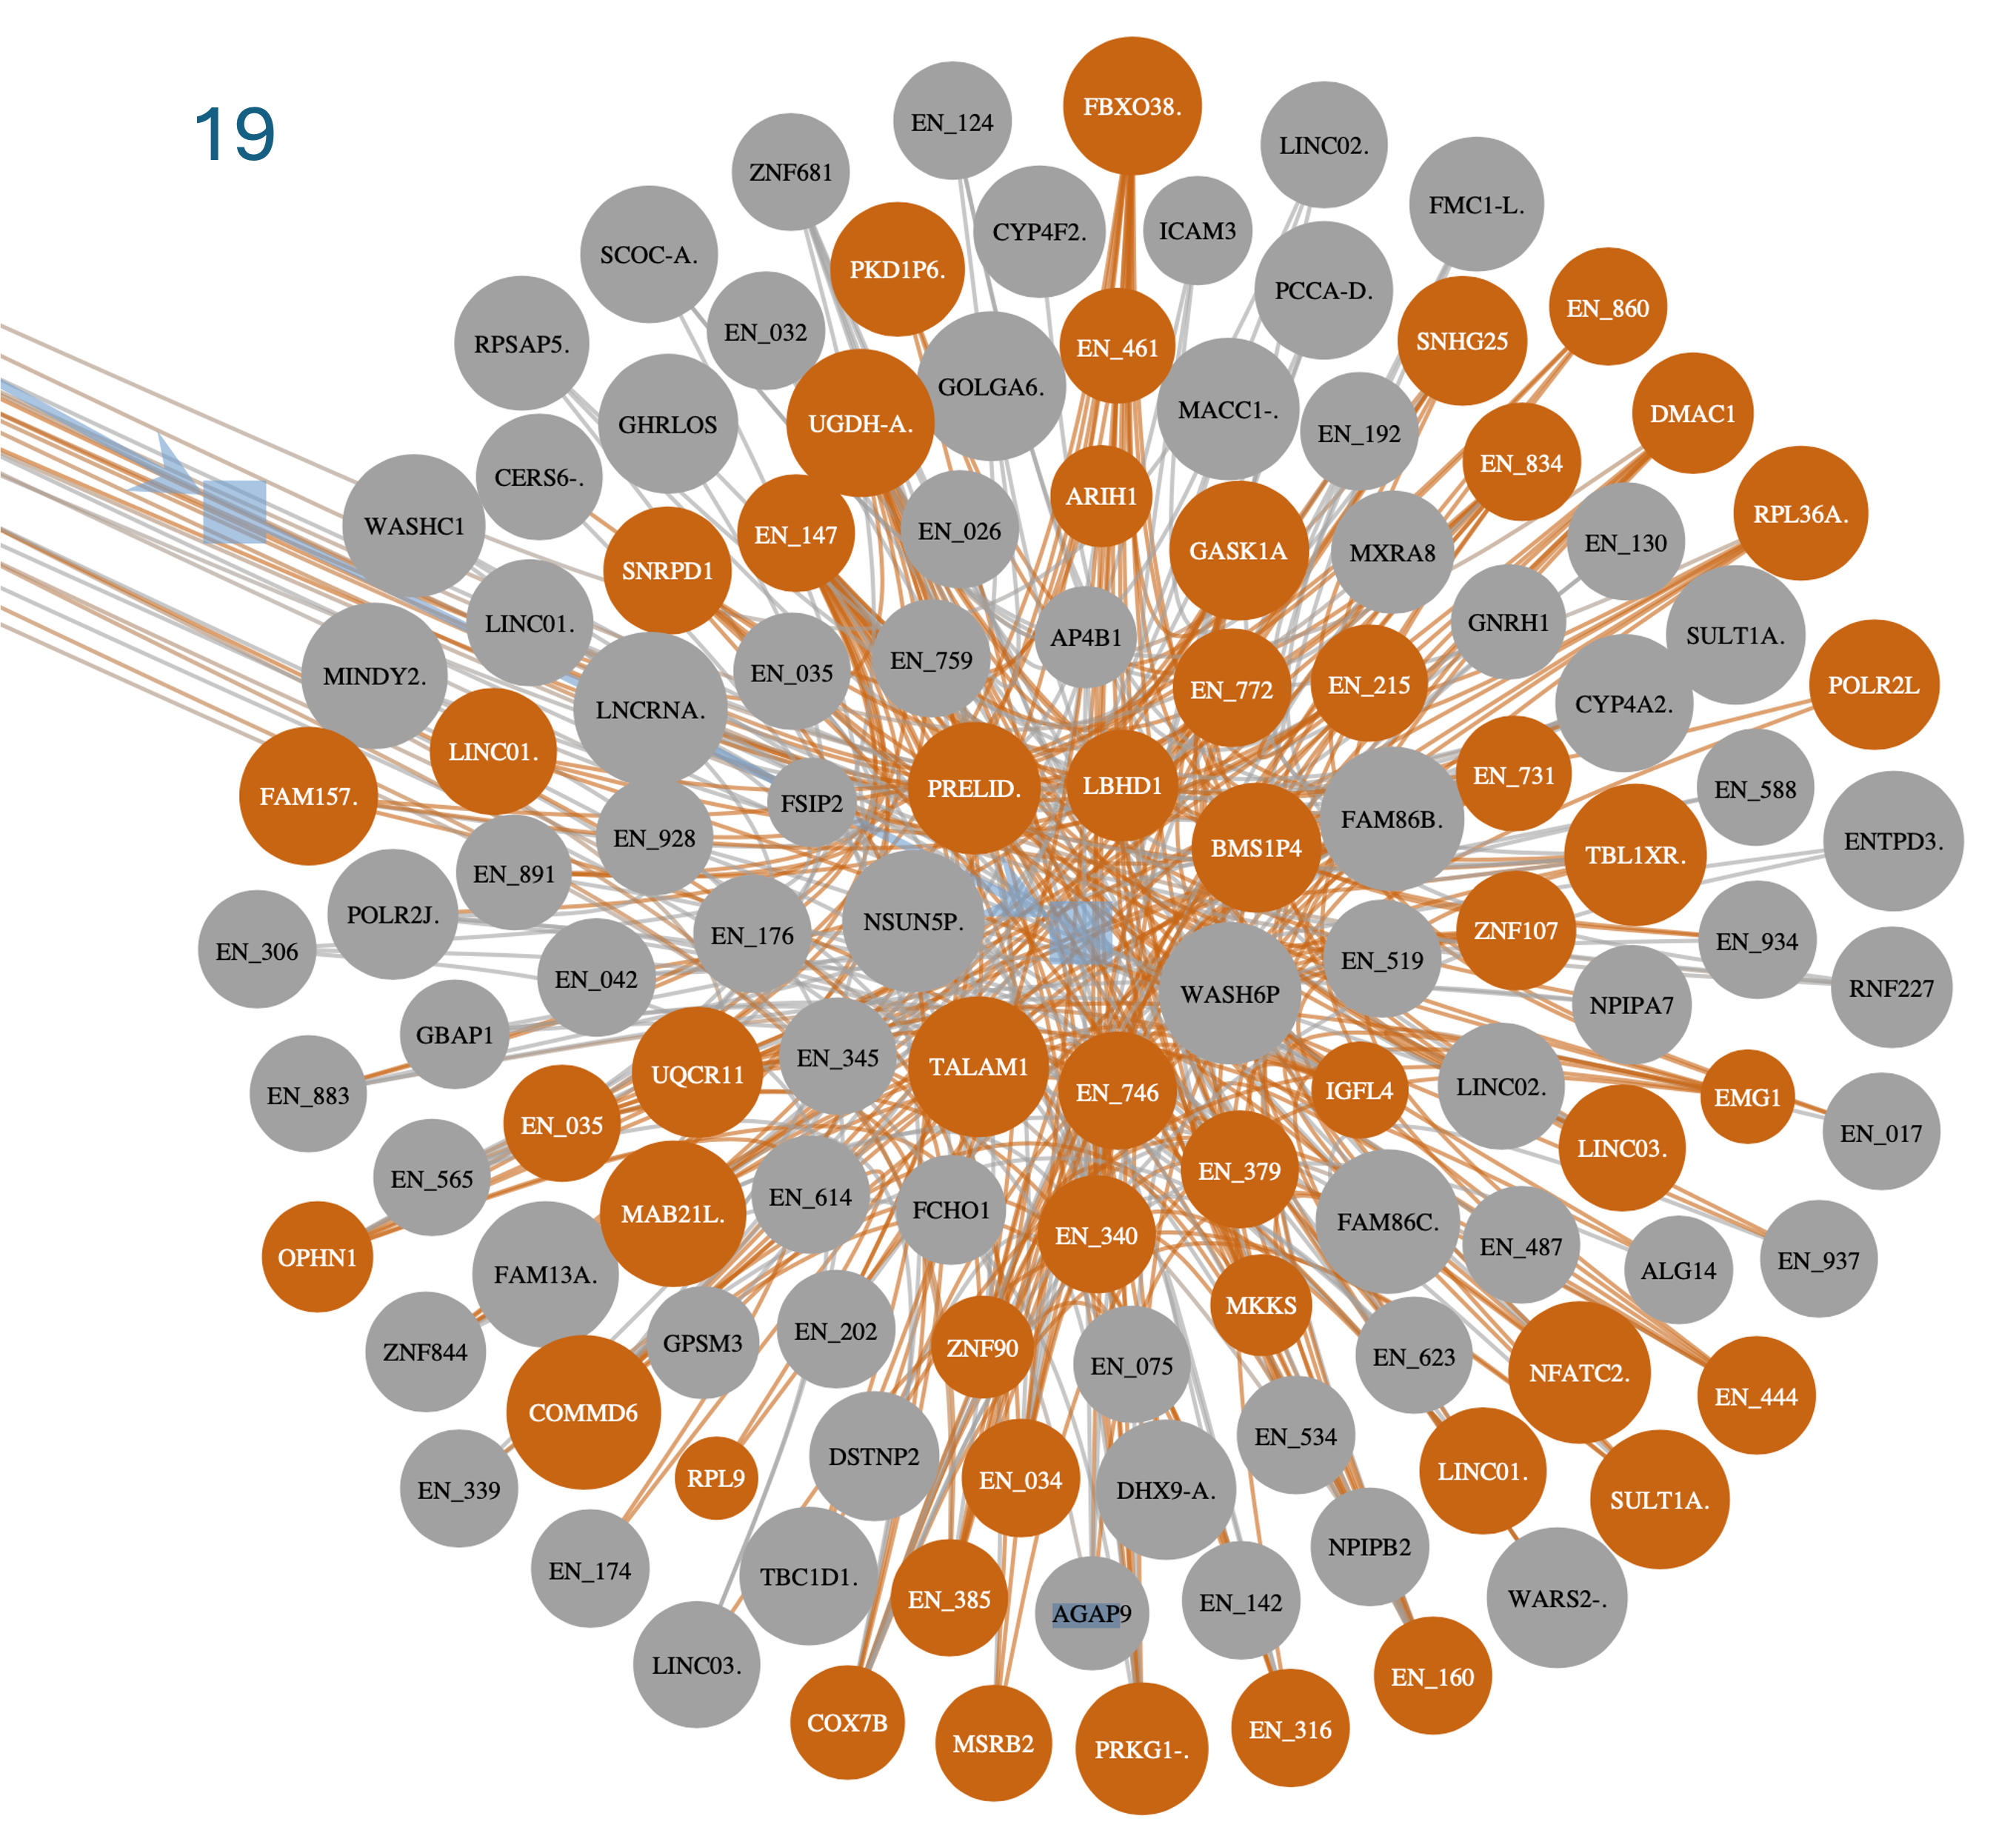 19
FBXO38.
EN_124
LINC02.
ZNF681
FMC1-L.
CYP4F2.
ICAM3
SCOC-A.
PKD1P6.
PCCA-D.
EN_860
EN_032
RPSAP5.
EN_461
SNHG25
GOLGA6.
MACC1-.
DMAC1
GHRLOS
UGDH-A.
EN_192
EN_834
CERS6-.
ARIH1
RPL36A.
WASHC1
EN_147
EN_026
GASK1A
MXRA8
EN_130
SNRPD1
LINC01.
AP4B1
GNRH1
SULT1A.
MINDY2.
EN_035
EN_759
EN_772
EN_215
POLR2L
LNCRNA.
CYP4A2.
LINC01.
EN_731
FAM157.
FSIP2
PRELID.
LBHD1
EN_588
EN_928
BMS1P4
FAM86B.
TBL1XR.
ENTPD3.
EN_891
POLR2J.
EN_176
NSUN5P.
ZNF107
EN_306
EN_042
EN_519
EN_934
WASH6P
RNF227
GBAP1
NPIPA7
EN_883
UQCR11
EN_345
TALAM1
EN_746
IGFL4
LINC02.
EMG1
EN_035
EN_017
EN_565
LINC03.
MAB21L.
EN_614
FCHO1
EN_379
OPHN1
EN_340
FAM86C.
EN_487
EN_937
FAM13A.
ALG14
ZNF844
GPSM3
EN_202
MKKS
ZNF90
EN_075
EN_623
NFATC2.
COMMD6
EN_444
EN_339
RPL9
DSTNP2
EN_034
DHX9-A.
EN_534
LINC01.
SULT1A.
EN_174
TBC1D1.
NPIPB2
EN_385
AGAP9
EN_142
WARS2-.
LINC03.
COX7B
MSRB2
PRKG1-.
EN_316
EN_160